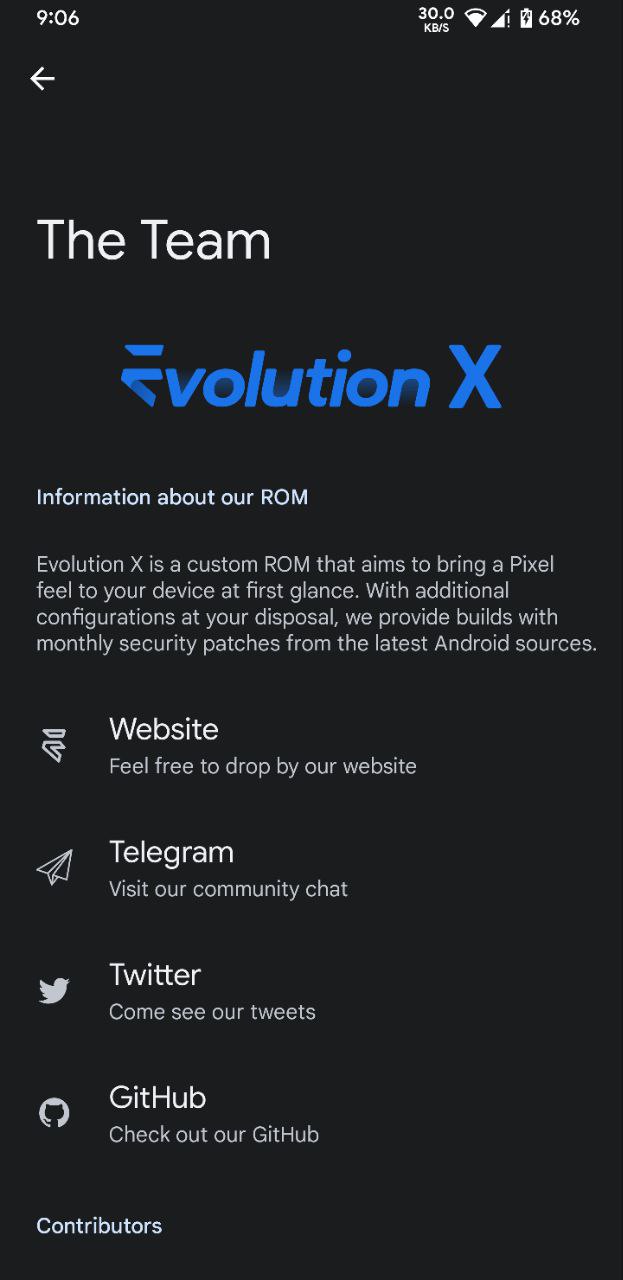 9:06
30.0
KB/S
68%
The Team
Evolution X
Information about our ROM
Evolution X is a custom ROM that aims to bring a Pixel
feel to your device at first glance. With additional
configurations at your disposal, we provide builds with
monthly security patches from the latest Android sources.
Website
Feel free to drop by our website
Telegram
Visit our community chat
Twitter
Come see our tweets
GitHub
Check out our GitHub
Contributors